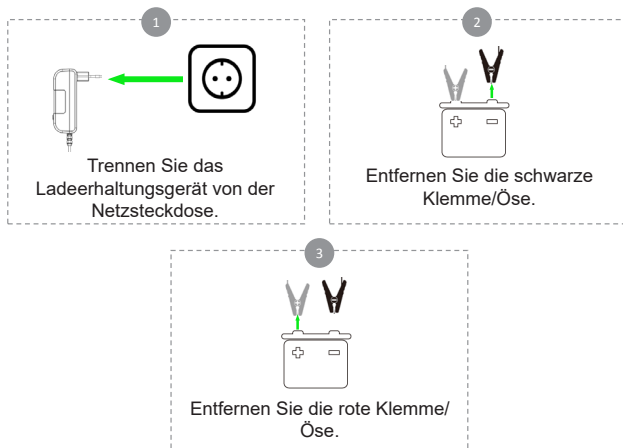 1
Trennen Sie das
Ladeerhaltungsgerät von der
Netzsteckdose.
2
Entfernen Sie die schwarze
Klemme/Öse.
3
Entfernen Sie die rote Klemme/
Öse.